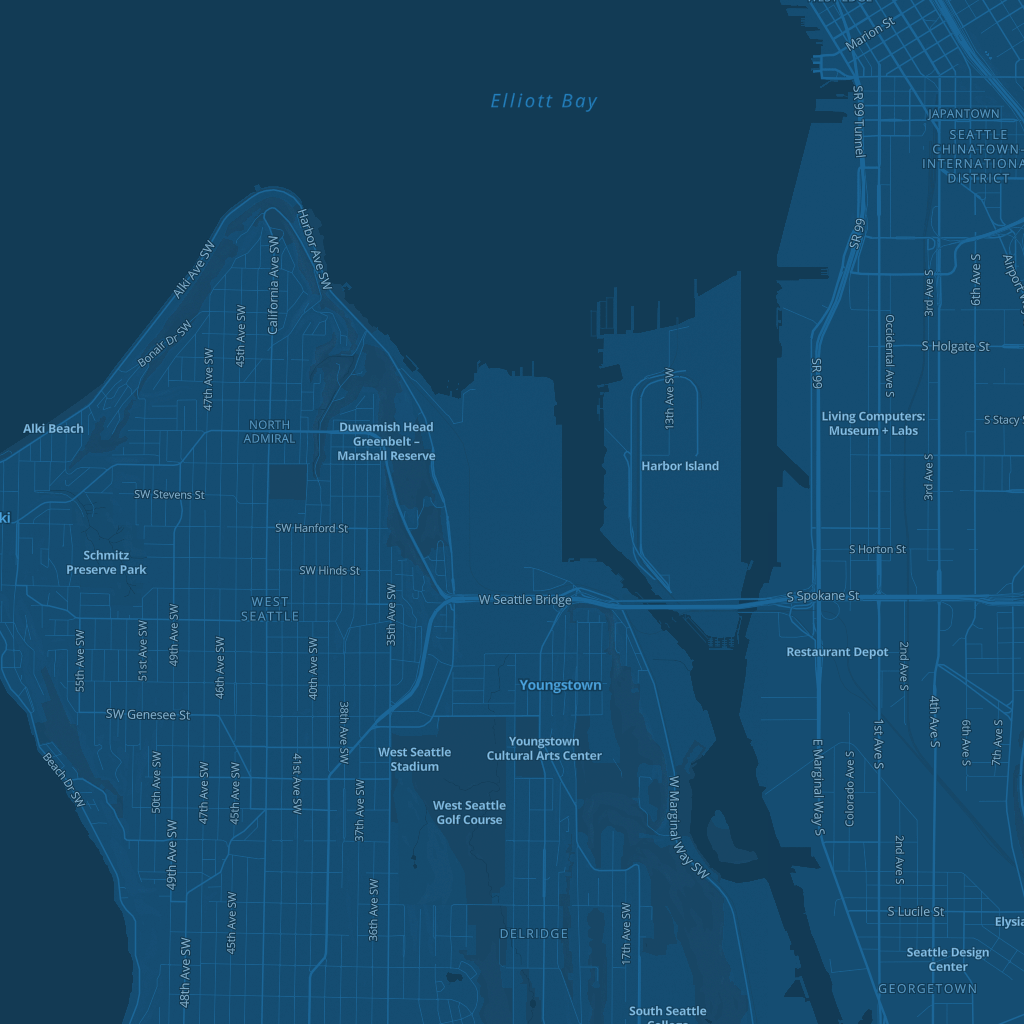 Marion St
Elliott Bay
SR 99 Tunnel
JAPANTOWN
SEATTLE
CHINATOWN-
INTERNATIONA
DISTRICT
Harbor Ave SW
Alki Ave SW
California Ave SW
SR 99
3rd Ave S
6th Ave S
Airport W
Bonair Dr SW
45th Ave SW
47th Ave SW
Occidental Ave S
S Holgate St
SR 99
13th Ave SW
Alki Beach
NORTH
ADMIRAL
Duwamish Head
Greenbelt –
Marshall Reserve
Living Computers:
Museum + Labs
S Stacy S
Harbor Island
3rd Ave S
SW Stevens St
ki
SW Hanford St
S Horton St
Schmitz
Preserve Park
SW Hinds St
WEST
SEATTLE
35th Ave SW
W Seattle Bridge
S Spokane St
55th Ave SW
51st Ave SW
49th Ave SW
46th Ave SW
40th Ave SW
Restaurant Depot
2nd Ave S
Youngstown
SW Genesee St
38th Ave SW
4th Ave S
1st Ave S
6th Ave S
7th Ave S
West Seattle
Stadium
Youngstown
Cultural Arts Center
Beach Dr SW
50th Ave SW
47th Ave SW
45th Ave SW
41st Ave SW
37th Ave SW
West Seattle
Golf Course
W Marginal Way SW
E Marginal Way S
Colorado Ave S
49th Ave SW
2nd Ave S
45th Ave SW
36th Ave SW
DELRIDGE
17th Ave SW
S Lucile St
Elysia
Seattle Design
Center
48th Ave SW
GEORGETOWN
South Seattle